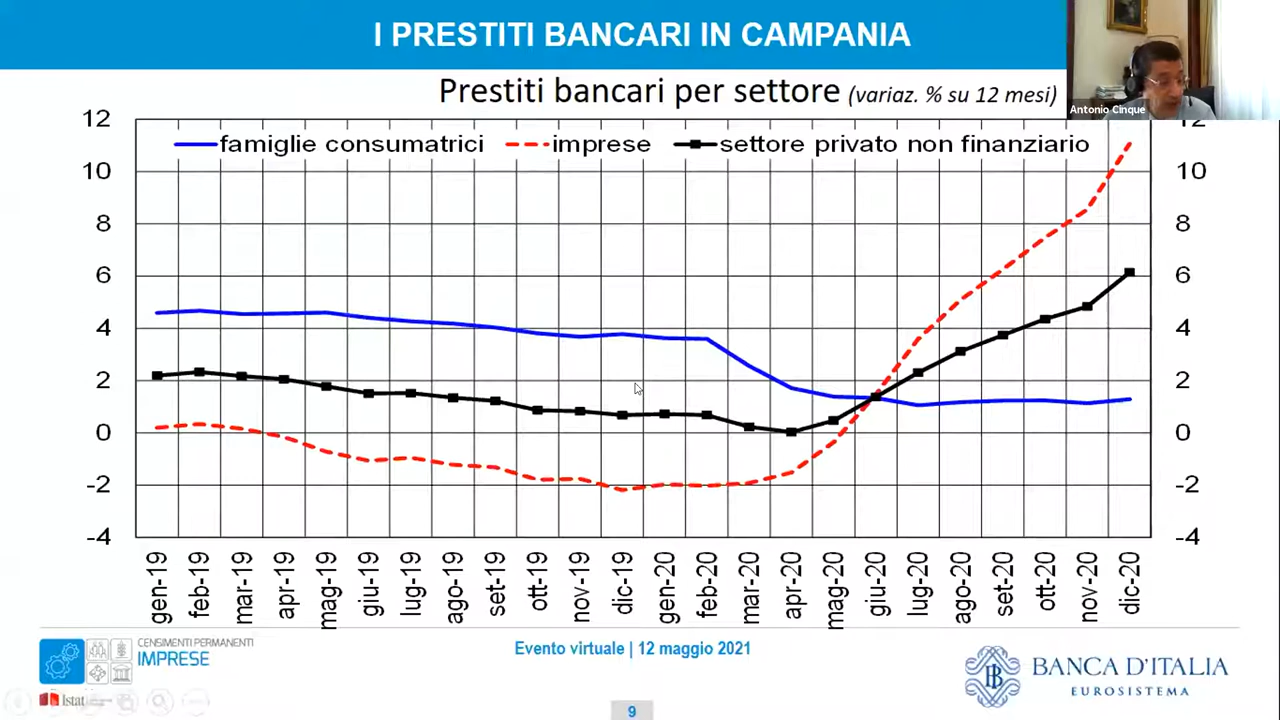 I PRESTITI BANCARI IN CAMPANIA
Prestiti bancari per settore (variaz. % su 12 mesi)
Antonio Cinque
famiglie consumatrici imprese settore privato non finanziario
12 12
10 10
8 8
6 6
4 4
2 2
0 0
-2 -2
-4 -4
gen-19 feb-19 mar-19 apr-19 mag-19 giu-19 lug-19 ago-19 set-19 ott-19 nov-19 dic-19 gen-20 feb-20 mar-20 apr-20 mag-20 giu-20 lug-20 ago-20 set-20 ott-20 nov-20 dic-20
CENSIMENTI PERMANENTI
IMPRESE
Istat
Evento virtuale | 12 maggio 2021
BANCA D'ITALIA
EUROSISTEMA
9